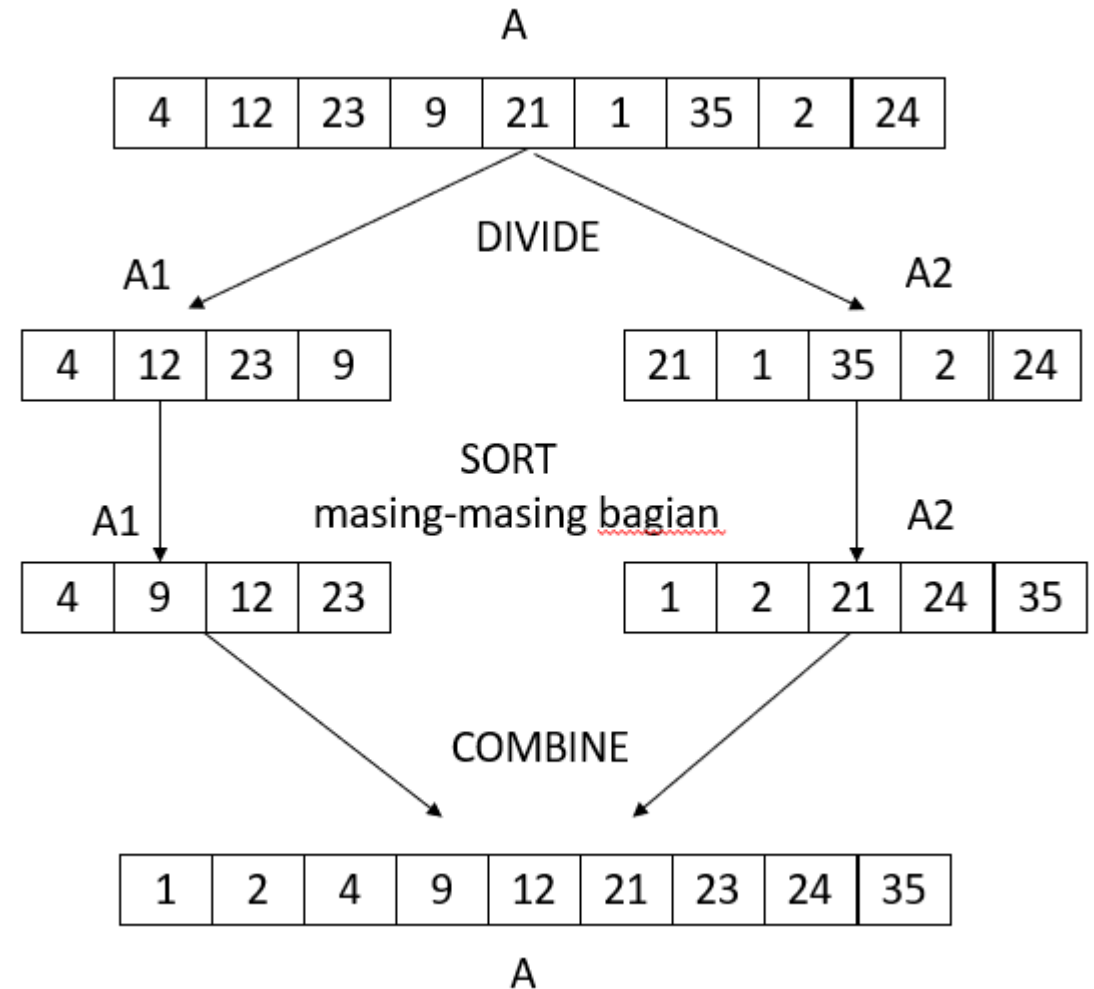 A
4 12 23 9 21 1 35 2 24
DIVIDE
A1
A2
4 12 23 9
21 1 35 2 24
SORT
masing-masing bagian
A1
A2
4 9 12 23
1 2 21 24 35
COMBINE
1 2 4 9 12 21 23 24 35
A